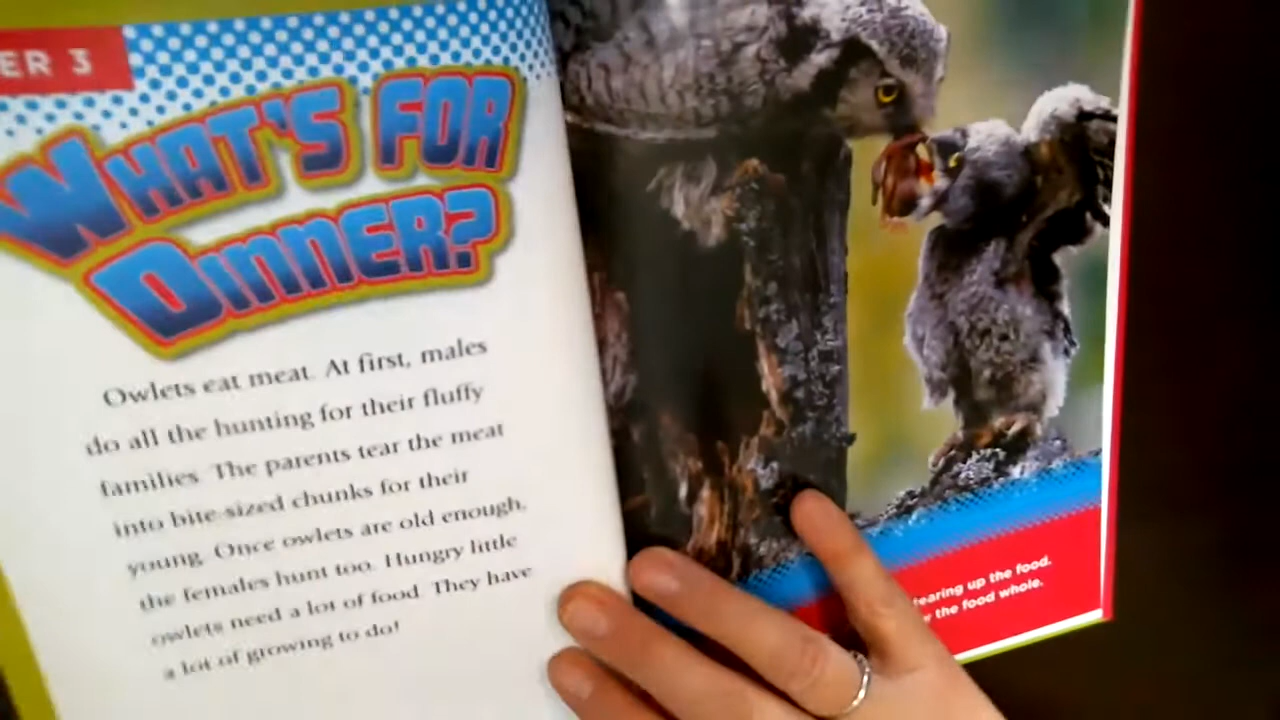 ER 3
WHAT'S FOR
DINNER?
Owlets eat meat. At first, males
do all the hunting for their fluffy
families. The parents tear the meat
into bite-sized chunks for their
young. Once owlets are old enough,
the females hunt too. Hungry little
owlets need a lot of food. They have
a lot of growing to do!
tearing up the food.
the food whole.